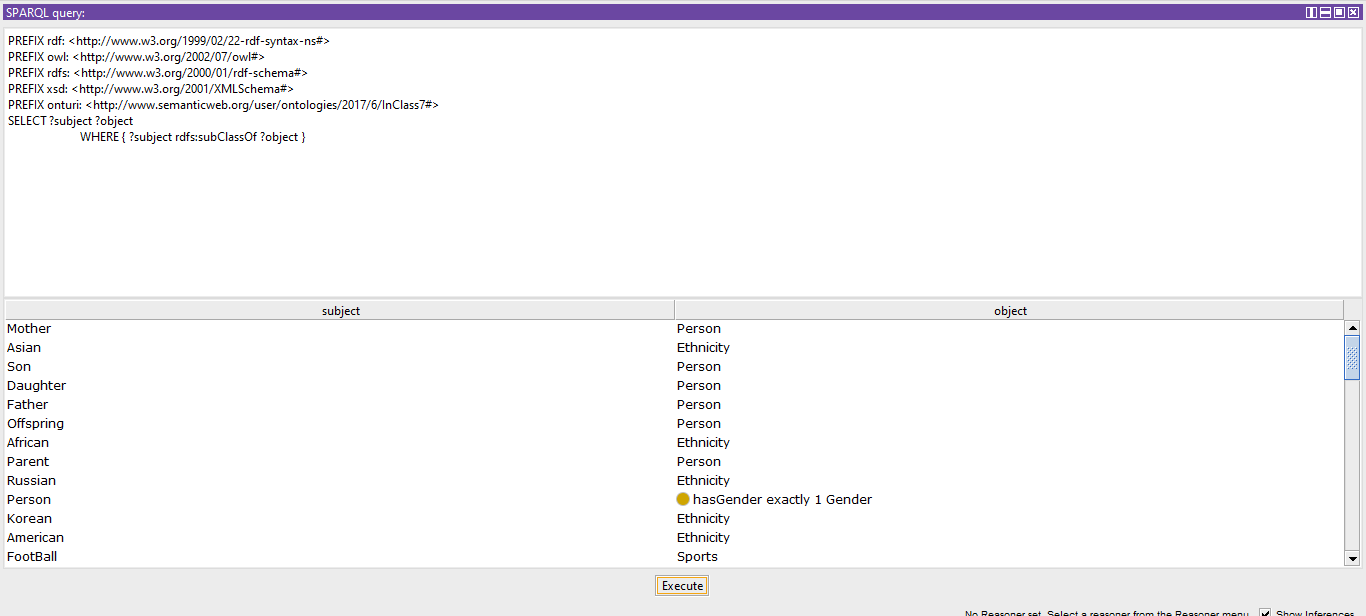 SPARQL query:
PREFIX rdf: <http://www.w3.org/1999/02/22-rdf-syntax-ns#>
PREFIX owl: <http://www.w3.org/2002/07/owl#>
PREFIX rdfs: <http://www.w3.org/2000/01/rdf-schema#>
PREFIX xsd: <http://www.w3.org/2001/XMLSchema#>
PREFIX onturi: <http://www.semanticweb.org/user/ontologies/2017/6/InClass7#>
SELECT ?subject ?object
WHERE { ?subject rdfs:subClassOf ?object }
subject object
Mother Person
Asian Ethnicity
Son Person
Daughter Person
Father Person
Offspring Person
African Ethnicity
Parent Person
Russian Ethnicity
Person hasGender exactly 1 Gender
Korean Ethnicity
American Ethnicity
FootBall Sports
Execute
No Reasoner set. Select a reasoner from the Reasoner menu Show Inferences